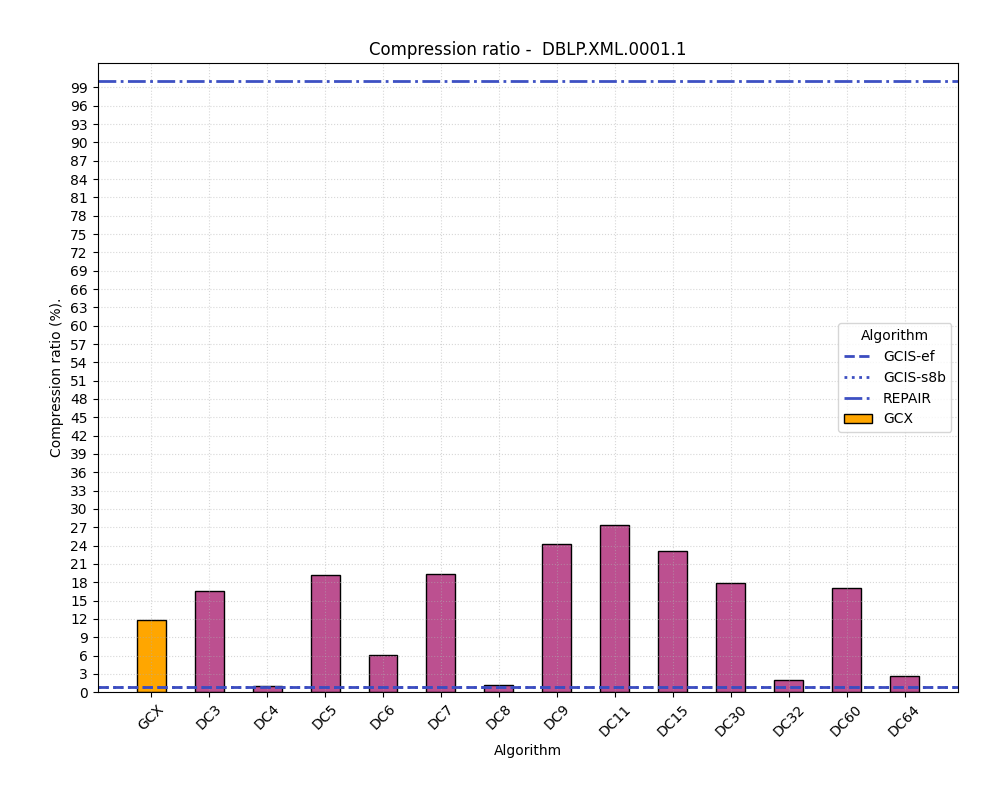 Compression ratio -  DBLP.XML.0001.1
99
96
93
90
87
84
81
78
75
72
69
66
63
60
57
54
51
48
45
42
39
36
33
30
27
24
21
18
15
12
9
6
3
0
Compression ratio (%).
Algorithm
GCIS-ef
GCIS-s8b
REPAIR
GCX
GCX
DC3
DC4
DC5
DC6
DC7
DC8
DC9
DC11
DC15
DC30
DC32
DC60
DC64
Algorithm